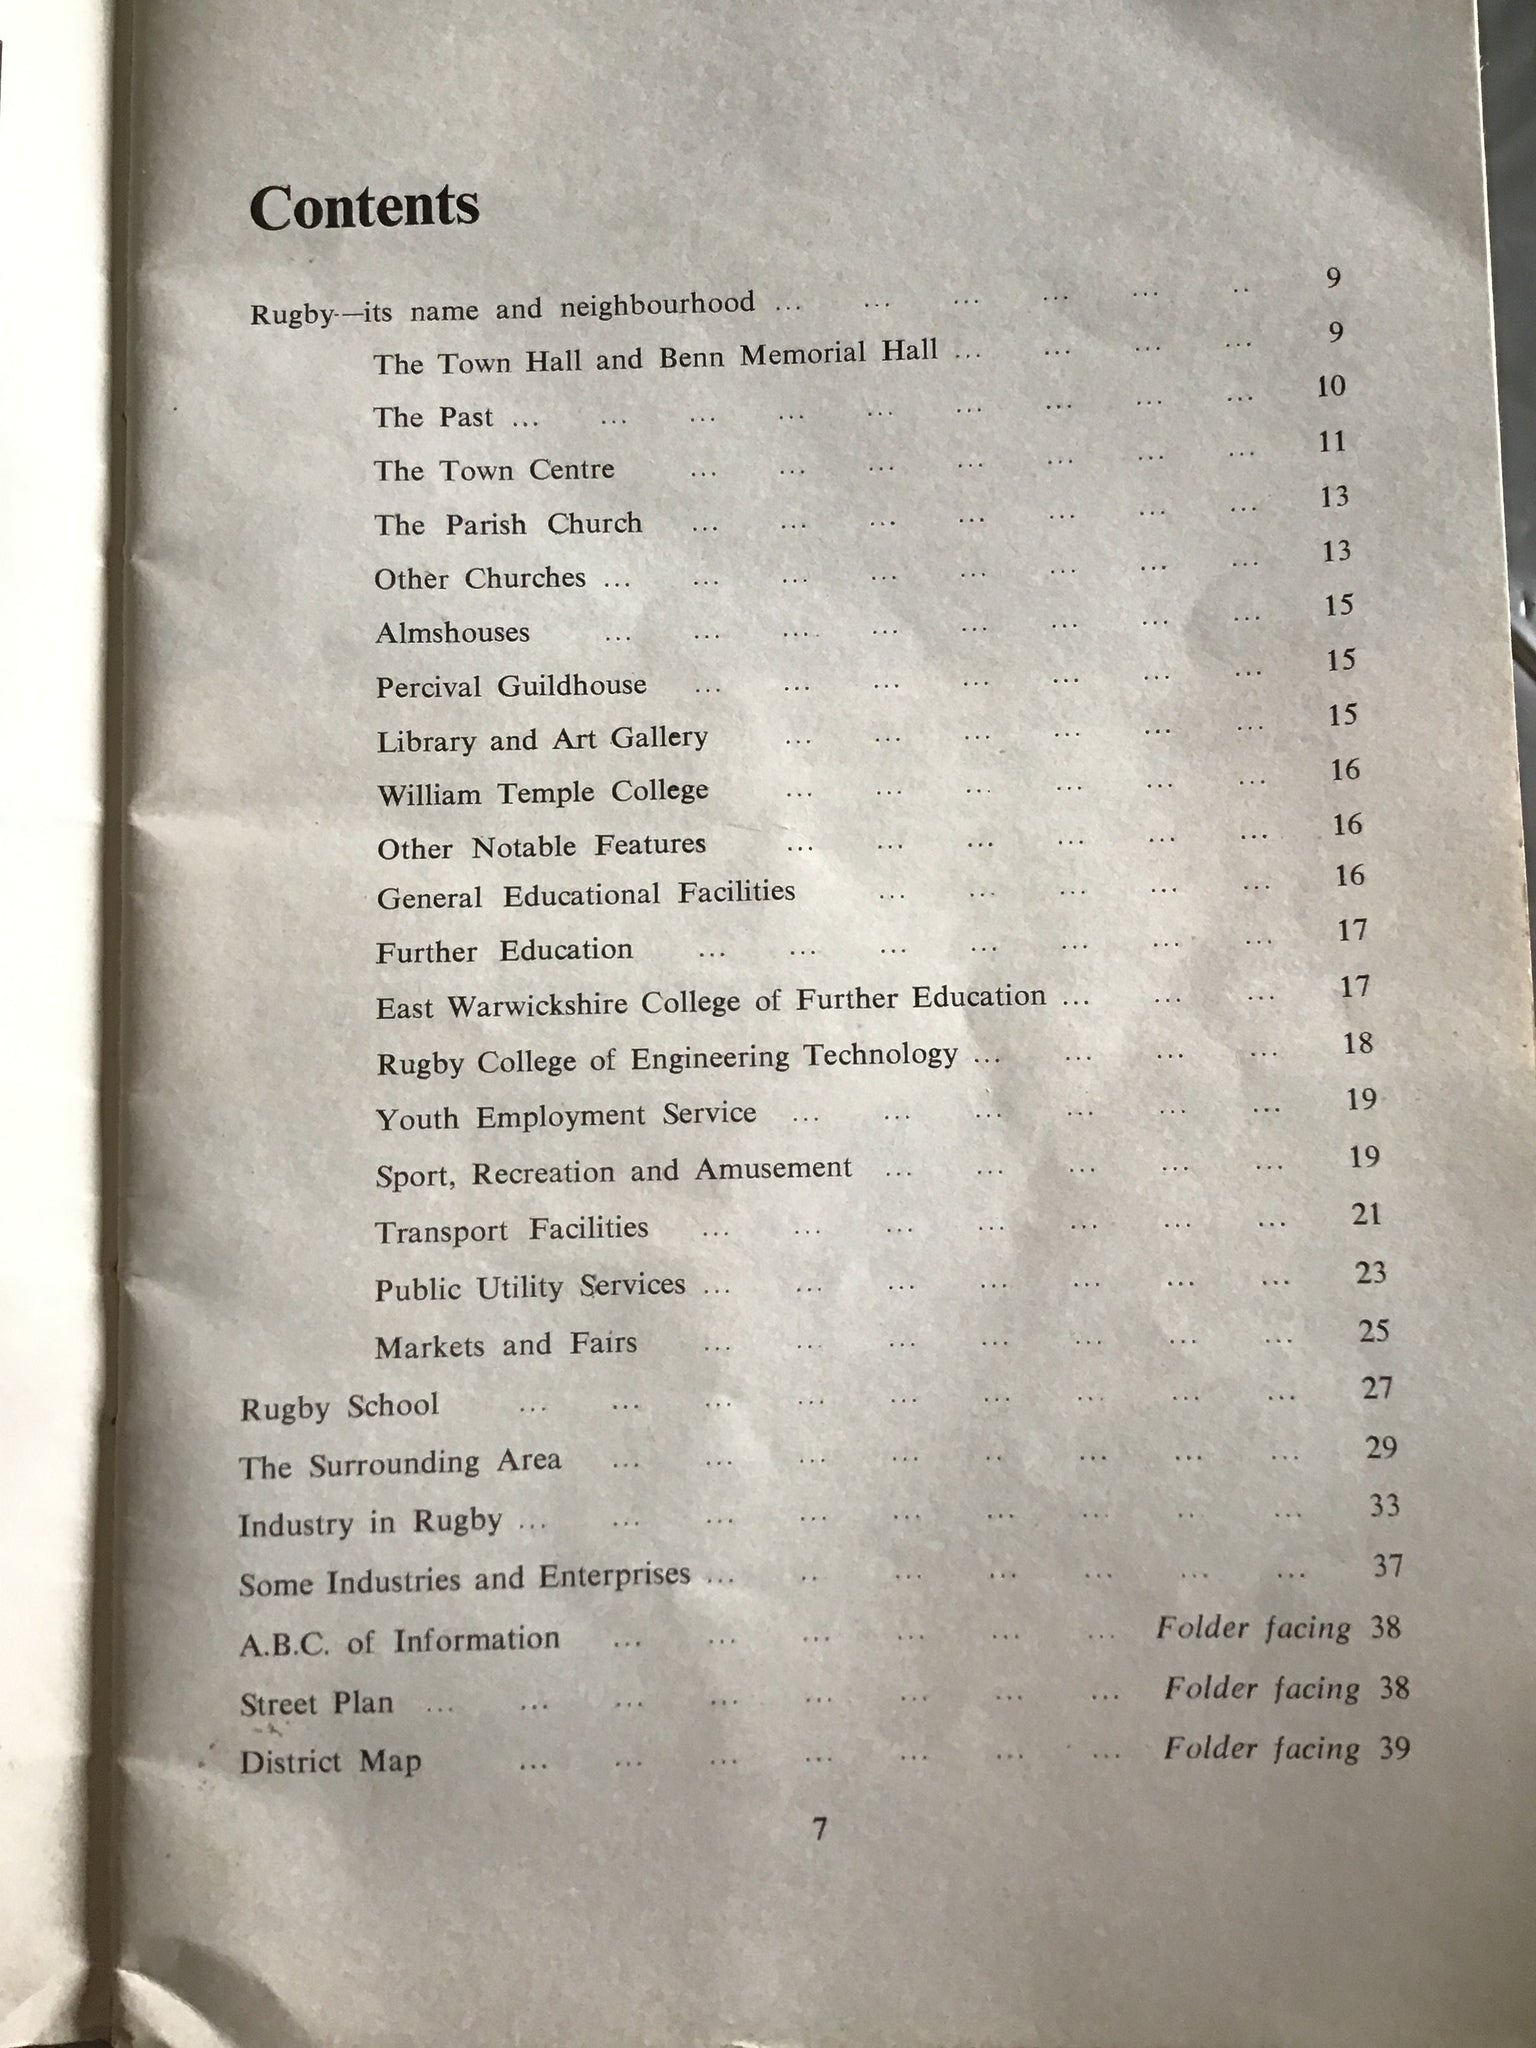 Contents
Rugby—its name and neighbourhood ... ... ... ... ... .. 9
The Town Hall and Benn Memorial Hall ... ... ... ... 9
The Past ... ... ... ... ... ... ... ... ... 10
The Town Centre ... ... ... ... ... ... ... 11
The Parish Church ... ... ... ... ... ... ... 13
Other Churches ... ... ... ... ... ... ... ... 13
Almshouses ... ... ... ... ... ... ... ... 15
Percival Guildhouse ... ... ... ... ... ... ... 15
Library and Art Gallery ... ... ... ... ... ... 15
William Temple College ... ... ... ... ... ... 16
Other Notable Features ... ... ... ... ... ... 16
General Educational Facilities ... ... ... ... ... 16
Further Education ... ... ... ... ... ... ... 17
East Warwickshire College of Further Education ... ... ... 17
Rugby College of Engineering Technology ... ... ... ... 18
Youth Employment Service ... ... ... ... ... ... 19
Sport, Recreation and Amusement ... ... ... ... ... 19
Transport Facilities ... ... ... ... ... ... ... 21
Public Utility Services ... ... ... ... ... ... ... 23
Markets and Fairs ... ... ... ... ... ... ... 25
Rugby School ... ... ... ... ... ... ... ... ... 27
The Surrounding Area ... ... ... ... .. ... ... ... 29
Industry in Rugby ... ... ... ... ... ... ... .. ... 33
Some Industries and Enterprises ... .. ... ... ... ... ... 37
A.B.C. of Information ... ... ... ... ... ... Folder facing 38
Street Plan ... ... ... ... ... ... ... ... Folder facing 38
District Map ... ... ... ... ... ... ... Folder facing 39
7